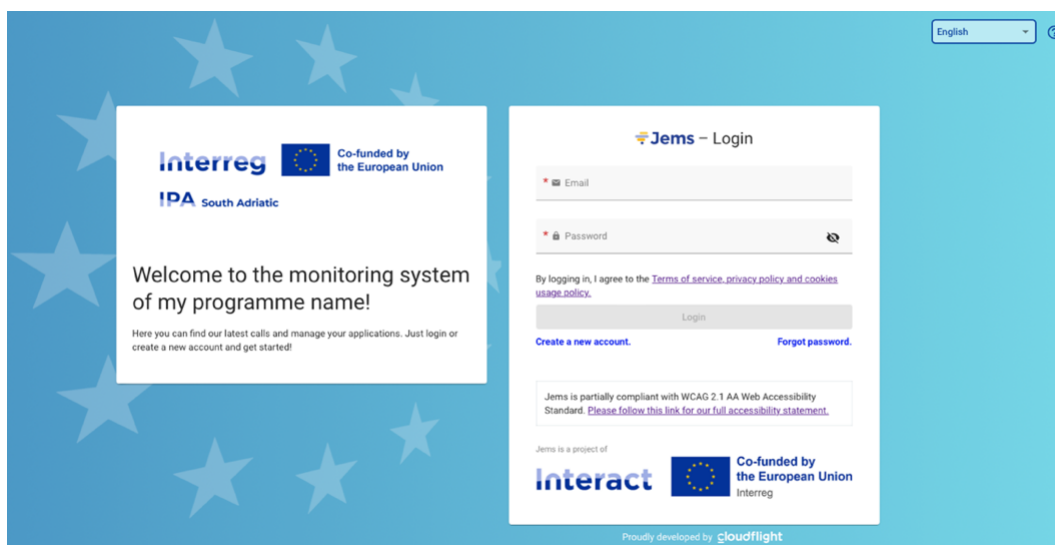 English
Interreg
Co-funded by
the European Union
IPA South Adriatic
Welcome to the monitoring system
of my programme name!
Here you can find our latest calls and manage your applications. Just login or
create a new account and get started!
Jems – Login
* Email
* Password
By logging in, I agree to the Terms of service, privacy policy and cookies
usage policy.
Login
Create a new account.
Forgot password.
Jems is partially compliant with WCAG 2.1 AA Web Accessibility
Standard. Please follow this link for our full accessibility statement.
Jems is a project of
Interact
Co-funded by
the European Union
Interreg
Proudly developed by cloudflight